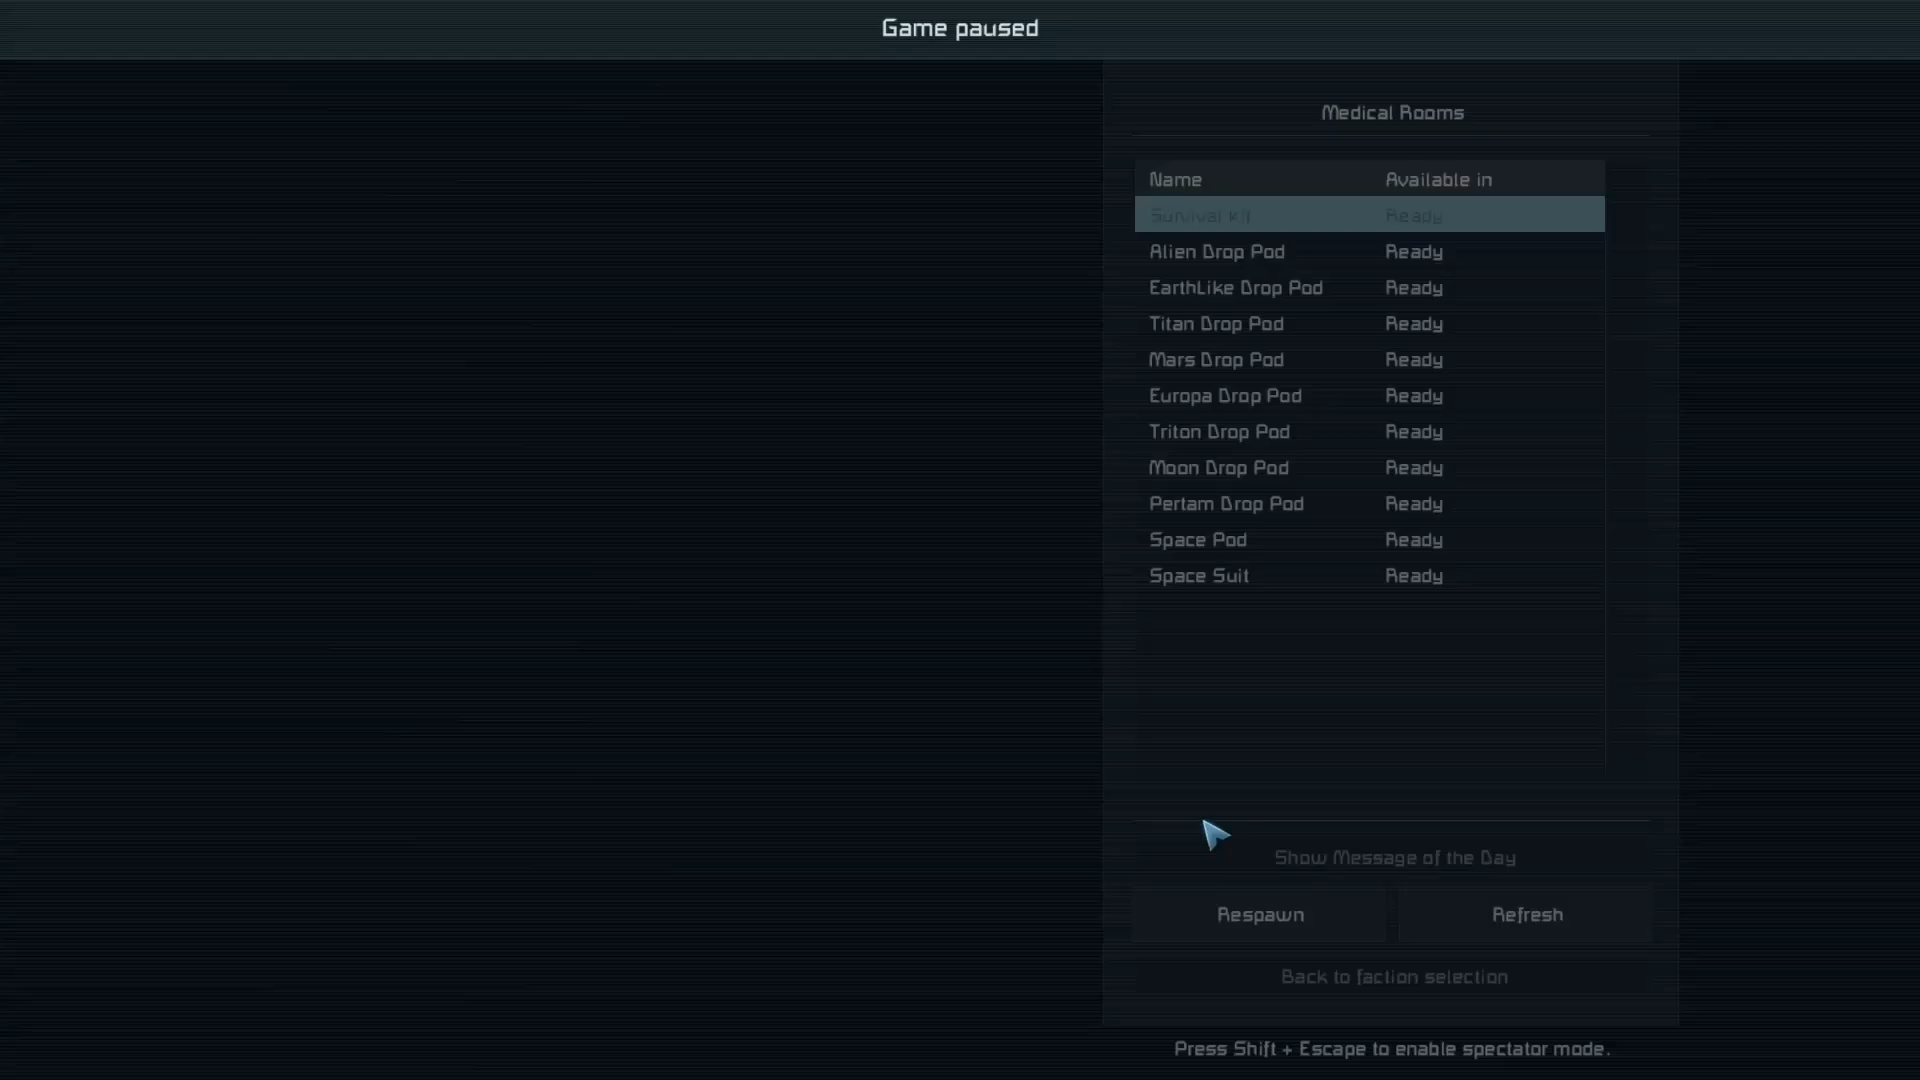 Game paused
Medical Rooms
Name Available in
Survival Kit Ready
Alien Drop Pod Ready
EarthLike Drop Pod Ready
Titan Drop Pod Ready
Mars Drop Pod Ready
Europa Drop Pod Ready
Triton Drop Pod Ready
Moon Drop Pod Ready
Pertam Drop Pod Ready
Space Pod Ready
Space Suit Ready
Show Message of the Day
Respawn Refresh
Back to faction selection
Press Shift + Escape to enable spectator mode.